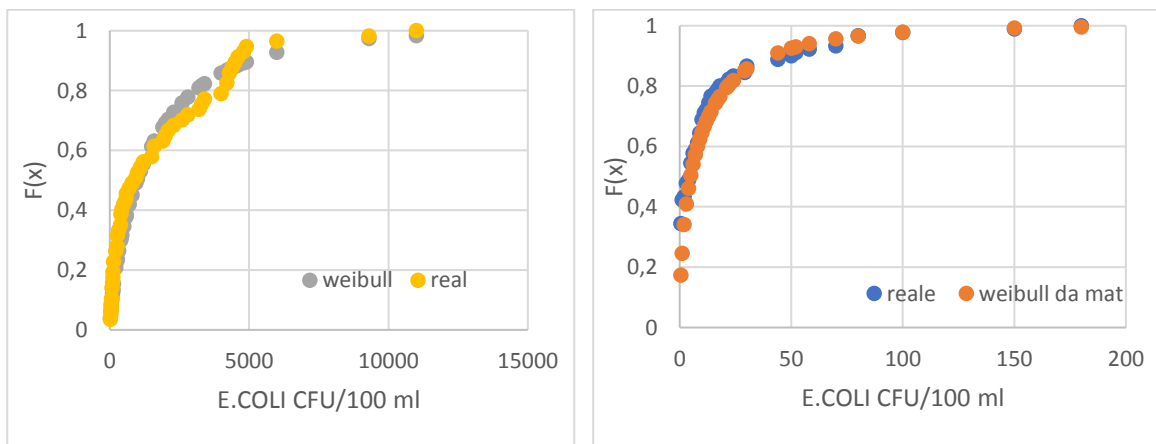 1
0,8
0,6
0,4
0,2
0
F(x)
weibull real
0 5000 10000 15000
E.COLI CFU/100 ml
1
0,8
0,6
0,4
0,2
0
F(x)
reale weibull da mat
0 50 100 150 200
E.COLI CFU/100 ml